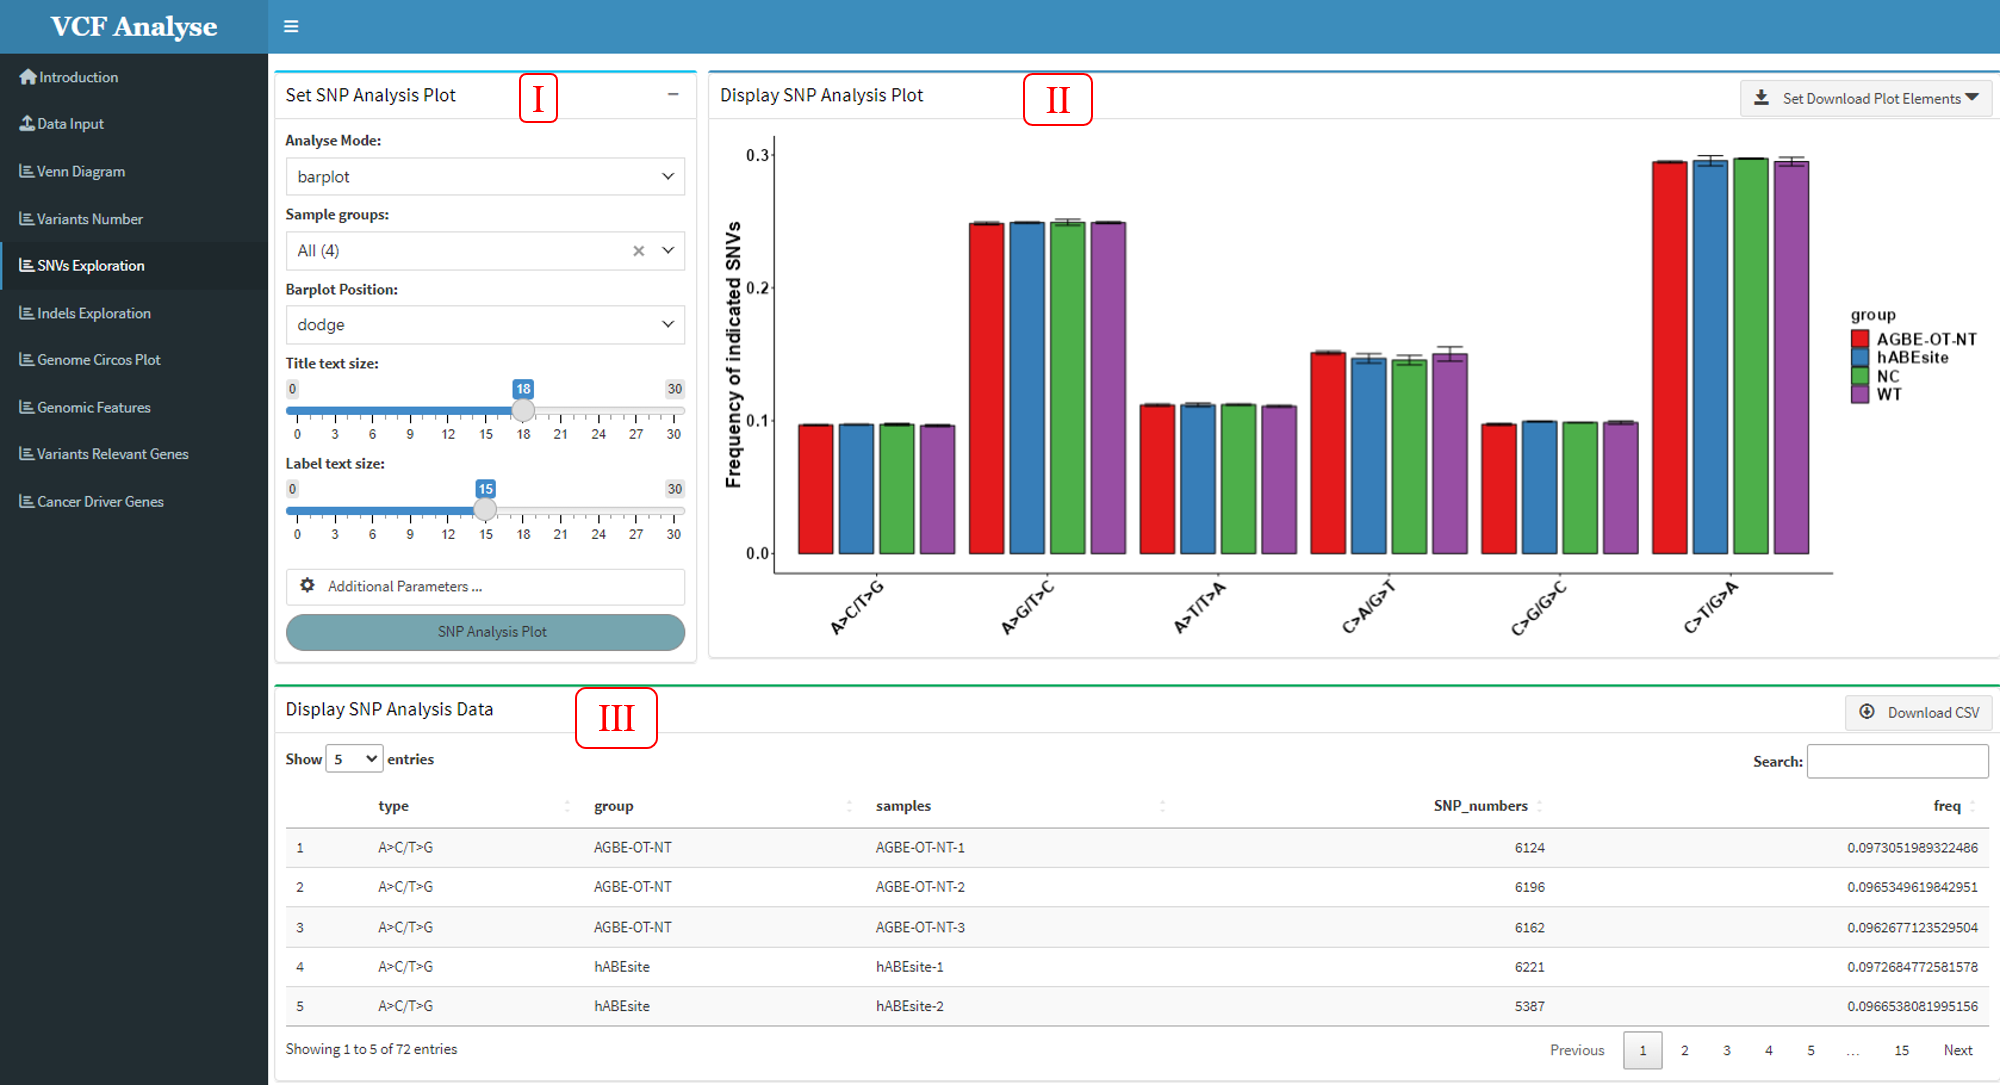 VCF Analyse
Introduction
Data Input
Venn Diagram
Variants Number
SNVs Exploration
Indels Exploration
Genome Circos Plot
Genomic Features
Variants Relevant Genes
Cancer Driver Genes
Set SNP Analysis Plot
I
Analyse Mode:
barplot
Sample groups:
All (4)
Barplot Position:
dodge
Title text size:
0 18 30
0 3 6 9 12 15 18 21 24 27 30
Label text size:
0 15 30
0 3 6 9 12 15 18 21 24 27 30
Additional Parameters ...
SNP Analysis Plot
Display SNP Analysis Plot
II
Set Download Plot Elements
Frequency of indicated SNVs
0.3
0.2
0.1
0.0
A>C/T>G
A>G/T>C
A>T/T>A
C>A/G>T
C>G/G>C
C>T/G>A
group
AGBE-OT-NT
hABEsite
NC
WT
Display SNP Analysis Data
III
Download CSV
Show 5 entries
Search:
type group samples SNP_numbers freq
1 A>C/T>G AGBE-OT-NT AGBE-OT-NT-1 6124 0.0973051989322486
2 A>C/T>G AGBE-OT-NT AGBE-OT-NT-2 6196 0.0965349619842951
3 A>C/T>G AGBE-OT-NT AGBE-OT-NT-3 6162 0.0962677123529504
4 A>C/T>G hABEsite hABEsite-1 6221 0.0972684772581578
5 A>C/T>G hABEsite hABEsite-2 5387 0.0966538081995156
Showing 1 to 5 of 72 entries
Previous 1 2 3 4 5 ... 15 Next